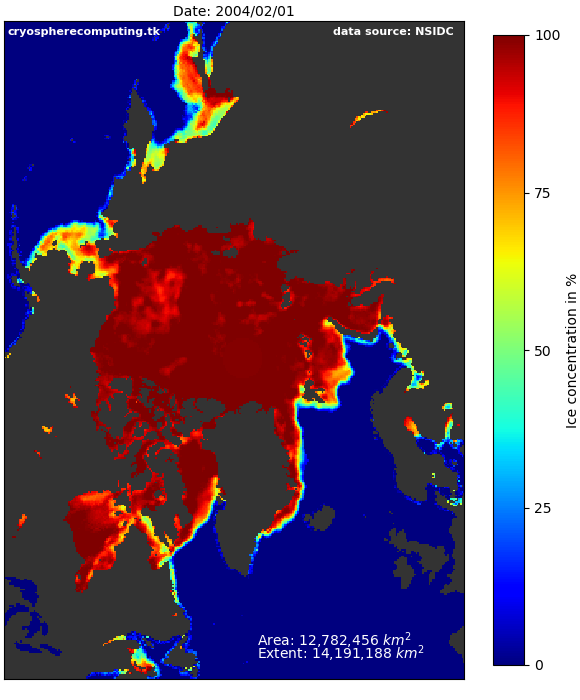 Date: 2004/02/01
cryospherecomputing.tk
data source: NSIDC
100
75
50
25
0
Ice concentration in %
Area: 12,782,456 km²
Extent: 14,191,188 km²